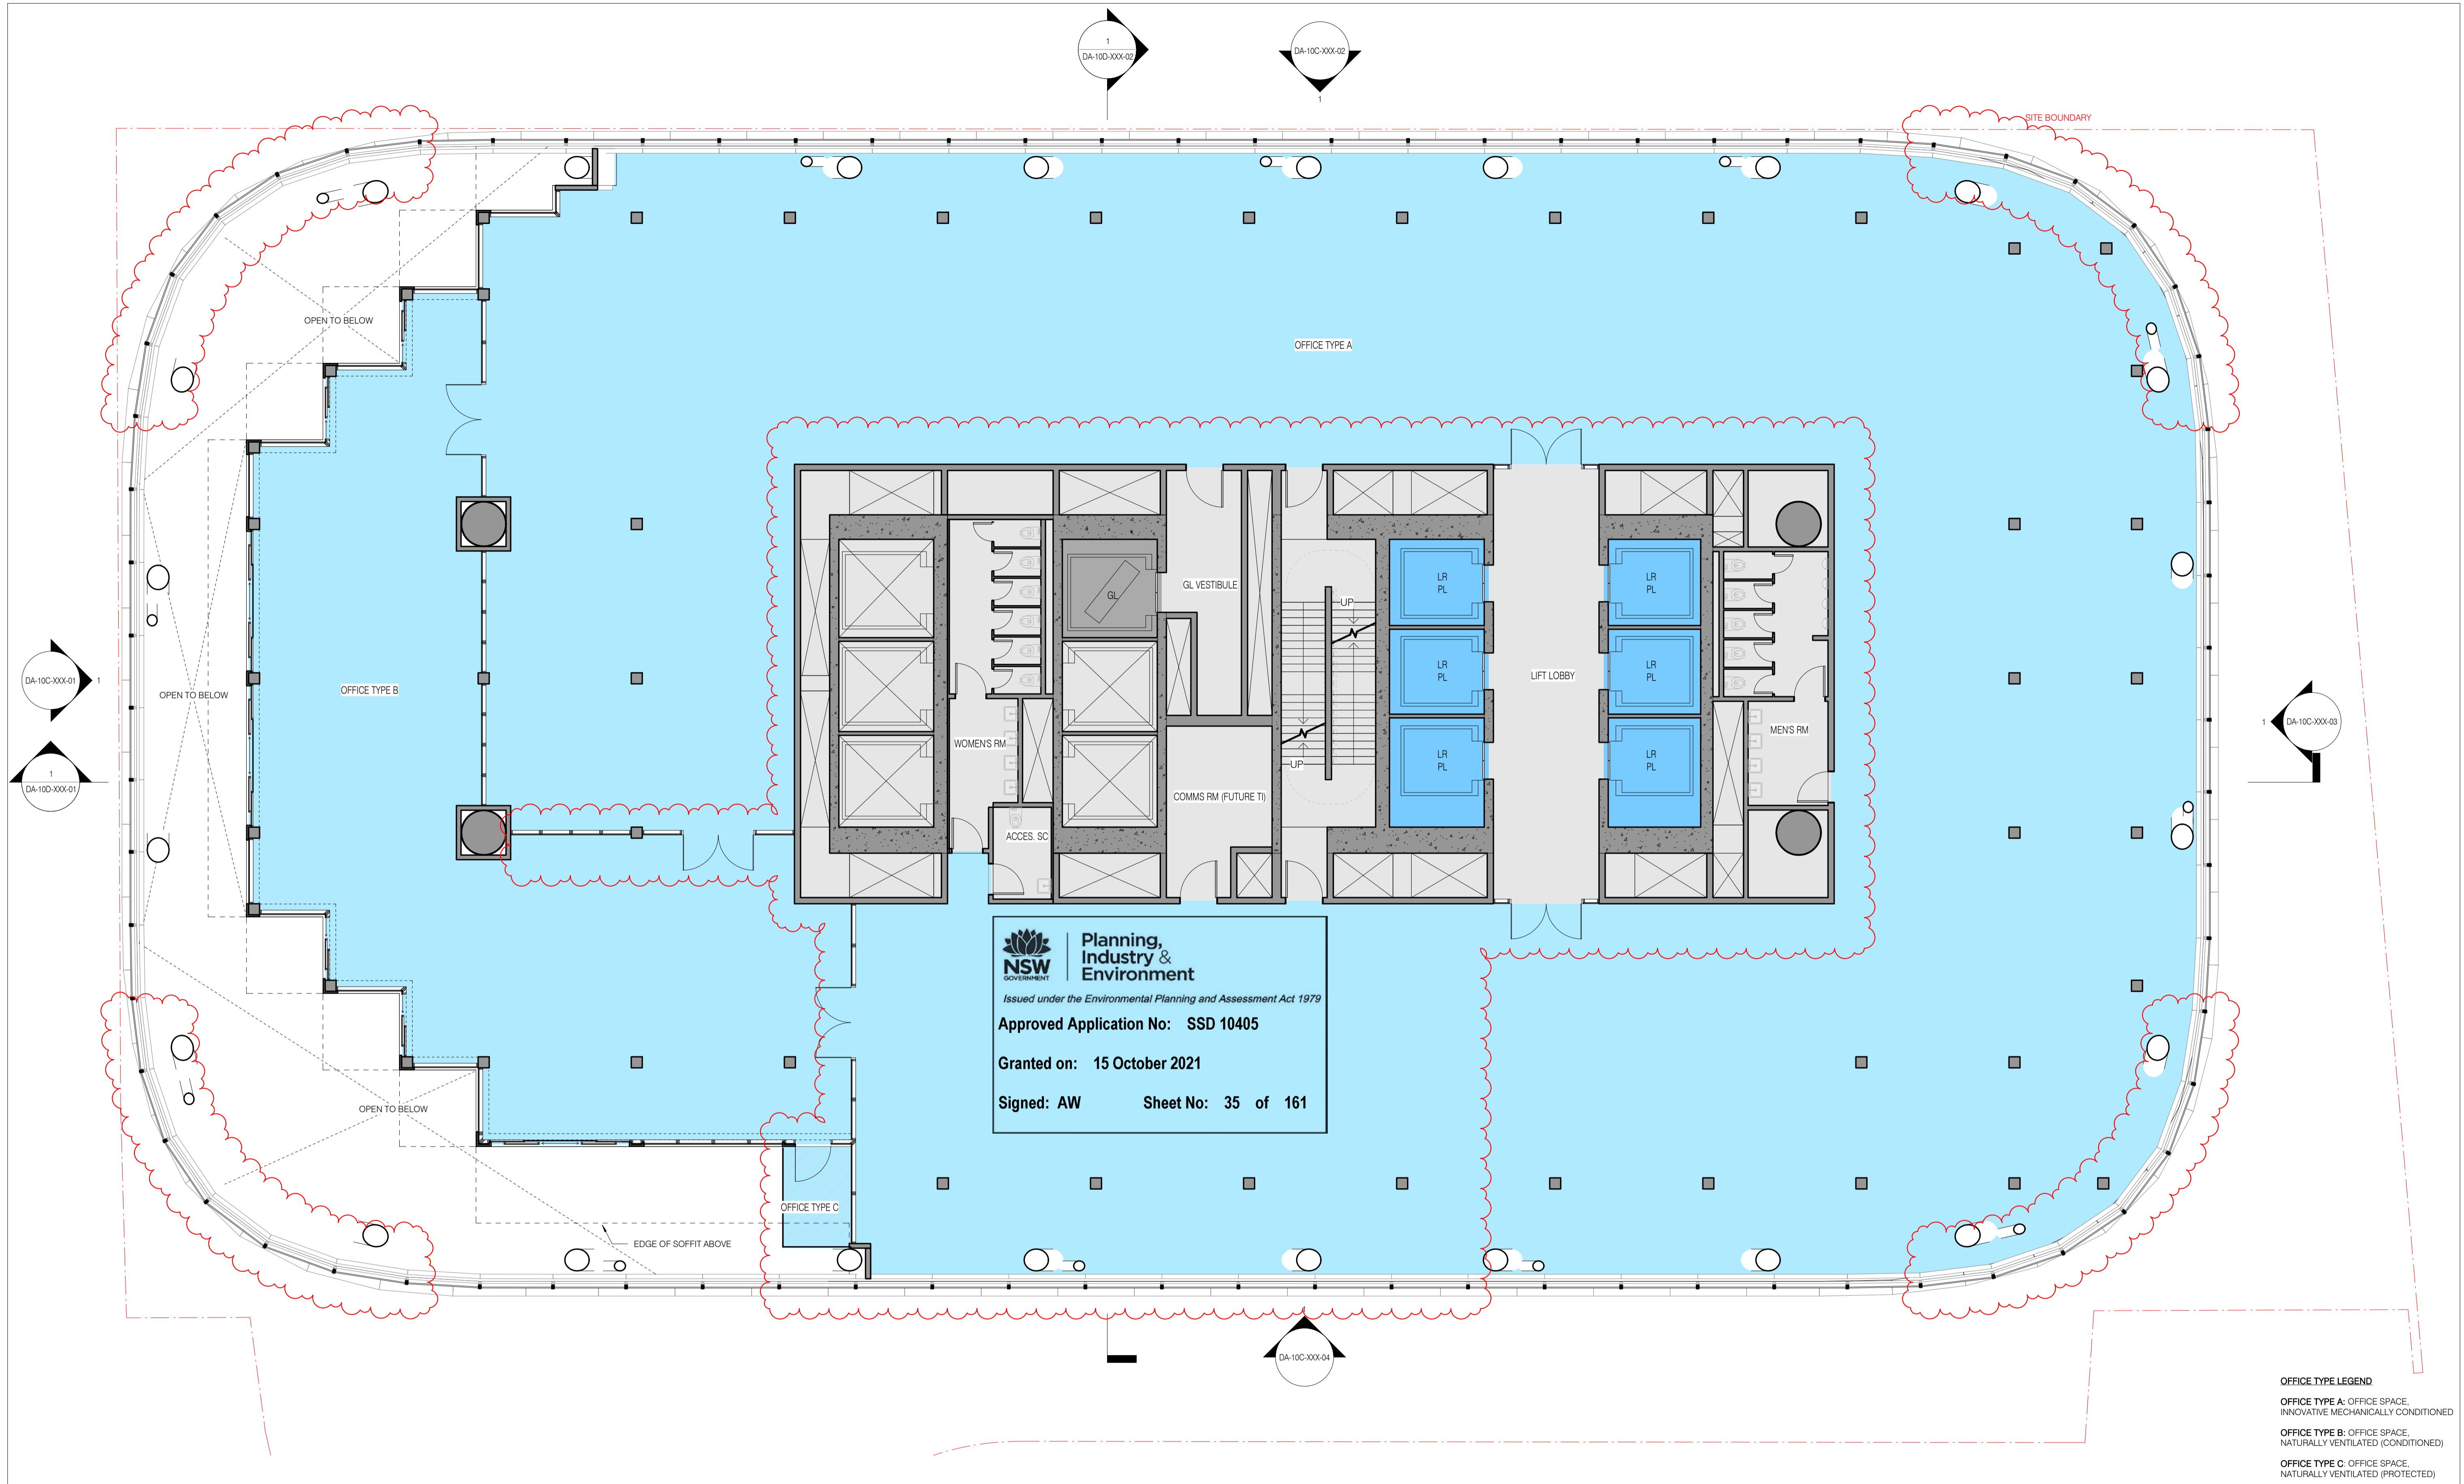 1
DA-10D-XXX-02
DA-10C-XXX-02
1
SITE BOUNDARY
OPEN TO BELOW
OFFICE TYPE A
GL
GL VESTIBULE
UP
LR
PL
LR
PL
LR
PL
LR
PL
LR
PL
LR
PL
LIFT LOBBY
DA-10C-XXX-01
1
OPEN TO BELOW
OFFICE TYPE B
WOMEN'S RM
MEN'S RM
1
DA-10C-XXX-03
1
DA-10D-XXX-01
UP
COMMS RM (FUTURE TI)
ACCES. SC
NSW
GOVERNMENT
Planning,
Industry &
Environment
Issued under the Environmental Planning and Assessment Act 1979
Approved Application No: SSD 10405
Granted on: 15 October 2021
Signed: AW Sheet No: 35 of 161
OPEN TO BELOW
OFFICE TYPE C
EDGE OF SOFFIT ABOVE
1
DA-10C-XXX-04
OFFICE TYPE LEGEND
OFFICE TYPE A: OFFICE SPACE,
INNOVATIVE MECHANICALLY CONDITIONED
OFFICE TYPE B: OFFICE SPACE,
NATURALLY VENTILATED (CONDITIONED)
OFFICE TYPE C: OFFICE SPACE,
NATURALLY VENTILATED (PROTECTED)